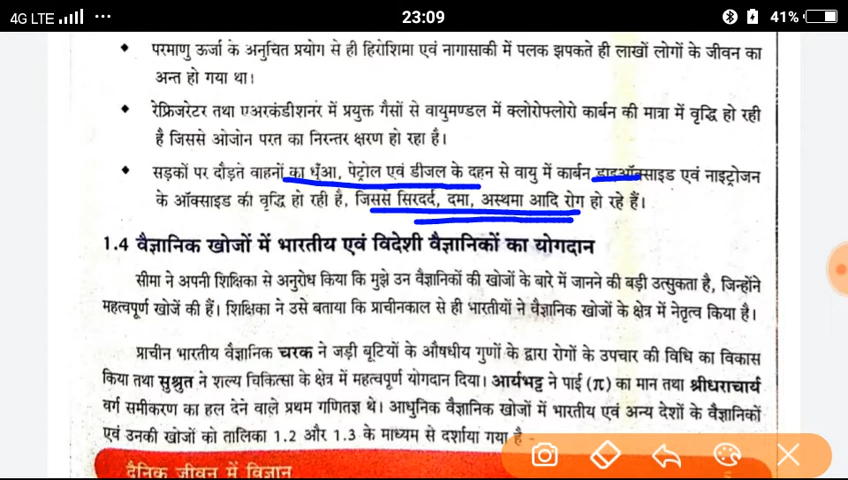 4G LTE 23:09 41%
♦ परमाणु ऊर्जा के अनुचित प्रयोग से ही हिरोशिमा एवं नागासाकी में पलक झपकते ही लाखों लोगों के जीवन का
अन्त हो गया था।
♦ रेफ्रिजरेटर तथा एअरकंडीशनर में प्रयुक्त गैसों से वायुमण्डल में क्लोरोफ्लोरो कार्बन की मात्रा में वृद्धि हो रही
है जिससे ओजोन परत का निरन्तर क्षरण हो रहा है।
♦ सड़कों पर दौड़ते वाहनों का धुँआ, पेट्रोल एवं डीजल के दहन से वायु में कार्बन डाइऑक्साइड एवं नाइट्रोजन
के ऑक्साइड की वृद्धि हो रही है, जिससे सिरदर्द, दमा, अस्थमा आदि रोग हो रहे हैं।
1.4 वैज्ञानिक खोजों में भारतीय एवं विदेशी वैज्ञानिकों का योगदान
सीमा ने अपनी शिक्षिका से अनुरोध किया कि मुझे उन वैज्ञानिकों की खोजों के बारे में जानने की बड़ी उत्सुकता है, जिन्होंने
महत्वपूर्ण खोजें की हैं। शिक्षिका ने उसे बताया कि प्राचीनकाल से ही भारतीयों ने वैज्ञानिक खोजों के क्षेत्र में नेतृत्व किया है।
प्राचीन भारतीय वैज्ञानिक चरक ने जड़ी बूटियों के औषधीय गुणों के द्वारा रोगों के उपचार की विधि का विकास
किया तथा सुश्रुत ने शल्य चिकित्सा के क्षेत्र में महत्वपूर्ण योगदान दिया। आर्यभट्ट ने पाई (π) का मान तथा श्रीधराचार्य
वर्ग समीकरण का हल देने वाले प्रथम गणितज्ञ थे। आधुनिक वैज्ञानिक खोजों में भारतीय एवं अन्य देशों के वैज्ञानिकों
एवं उनकी खोजों को तालिका 1.2 और 1.3 के माध्यम से दर्शाया गया है -
दैनिक जीवन में विज्ञान